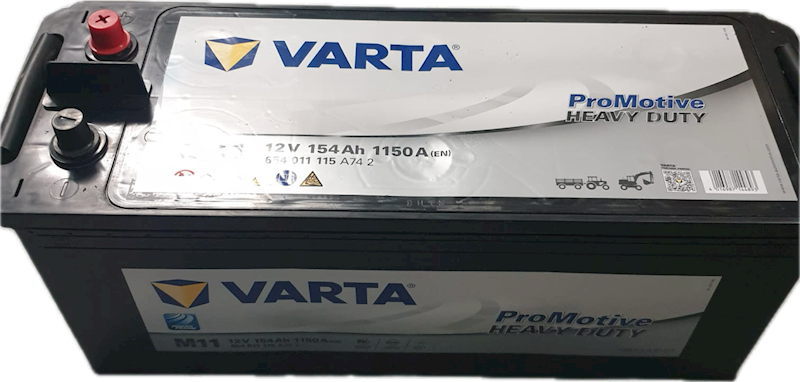 VARTA®
ProMotive
HEAVY DUTY
12V 154Ah 1150A (EN)
654 011 115 A74 2
VARTA®
ProMotive
HEAVY DUTY
M11 12V 154Ah 1150A